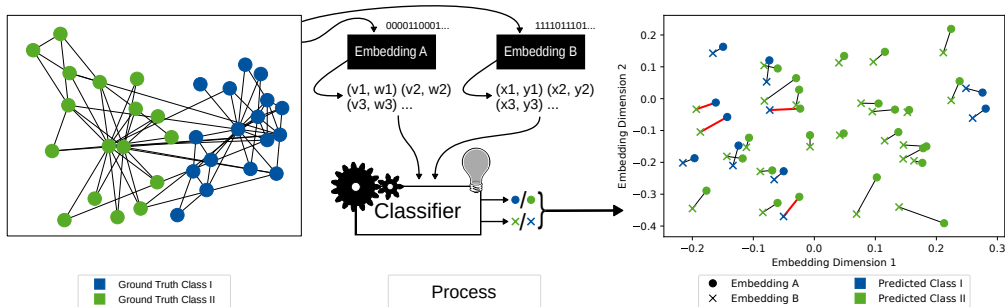 0000110001...
1111011101...
Embedding A
Embedding B
(v1, w1) (v2, w2)
(v3, w3) ...
(x1, y1) (x2, y2)
(x3, y3) ...
Classifier
/
/
Ground Truth Class I
Ground Truth Class II
Process
Embedding Dimension 2
0.2
0.1
0.0
−0.1
−0.2
−0.3
−0.4
−0.2
−0.1
0.0
0.1
0.2
0.3
Embedding Dimension 1
Embedding A
Embedding B
Predicted Class I
Predicted Class II